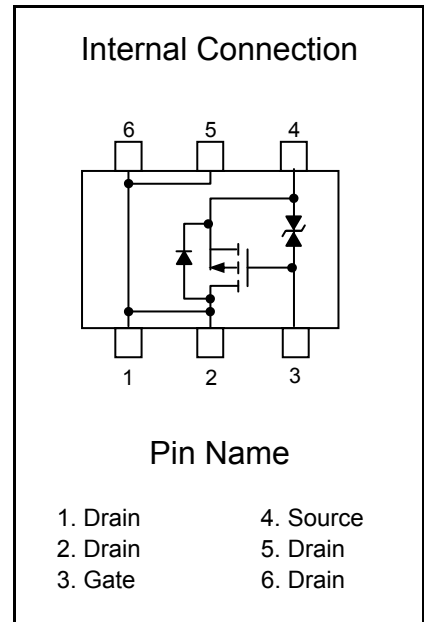 Internal Connection
6 5 4
1 2 3
Pin Name
1. Drain 4. Source
2. Drain 5. Drain
3. Gate 6. Drain